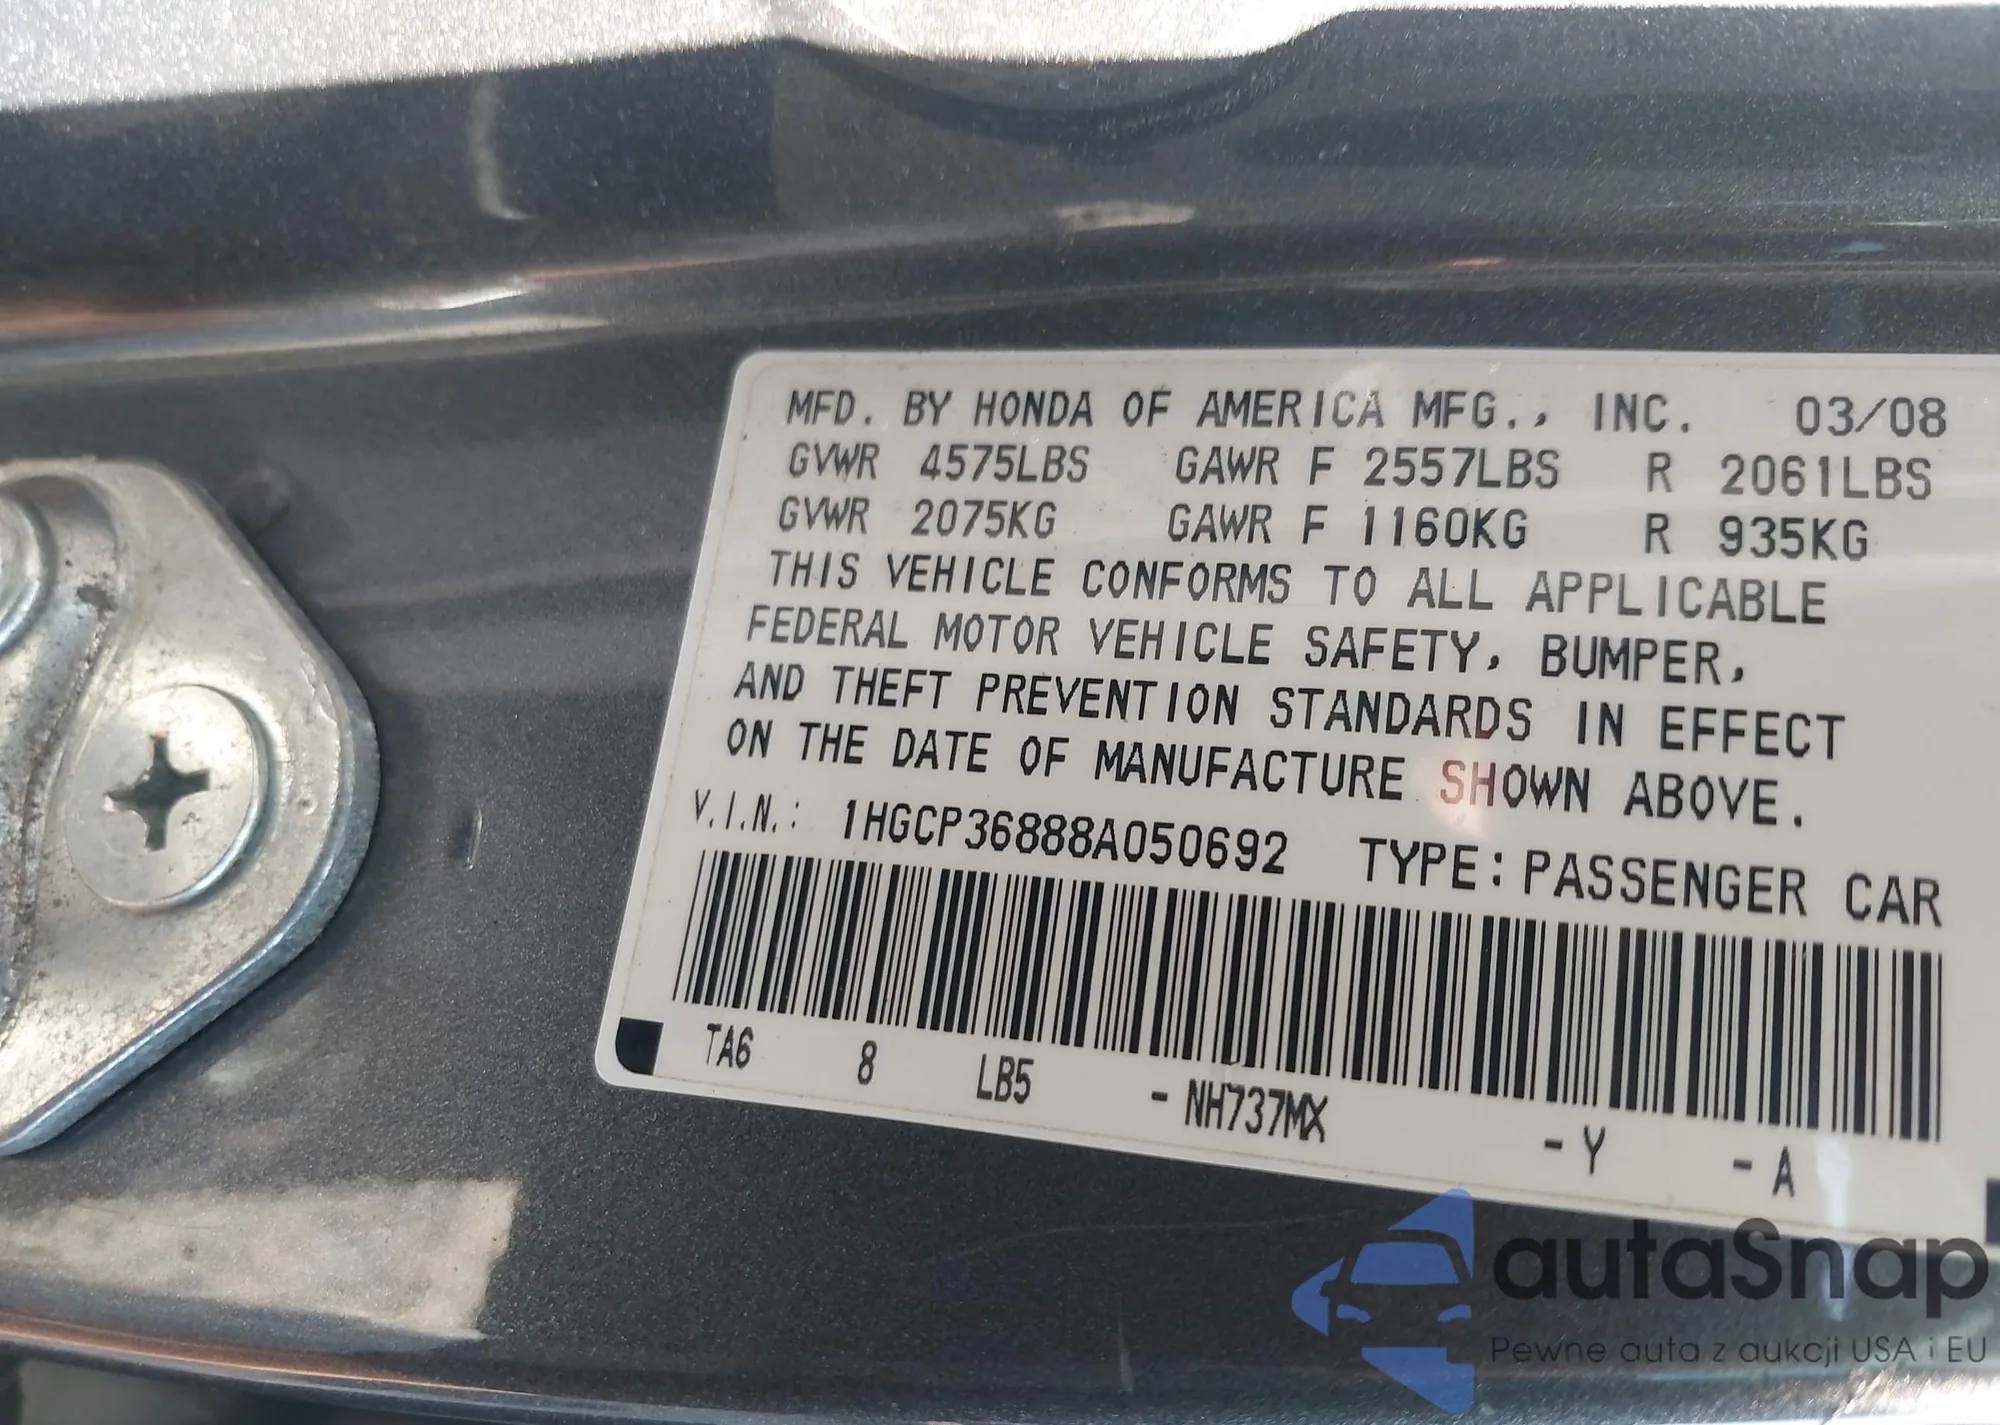 MFD. BY HONDA OF AMERICA MFG., INC. 03/08
GVWR 4575LBS GAWR F 2557LBS R 2061LBS
GVWR 2075KG GAWR F 1160KG R 935KG
THIS VEHICLE CONFORMS TO ALL APPLICABLE
FEDERAL MOTOR VEHICLE SAFETY, BUMPER,
AND THEFT PREVENTION STANDARDS IN EFFECT
ON THE DATE OF MANUFACTURE SHOWN ABOVE.
V.I.N.: 1HGCP36888A050692 TYPE: PASSENGER CAR
TA6 8 LB5 - NH737MX - Y - A
autoSnap
Pewne auta z aukcji USA i EU